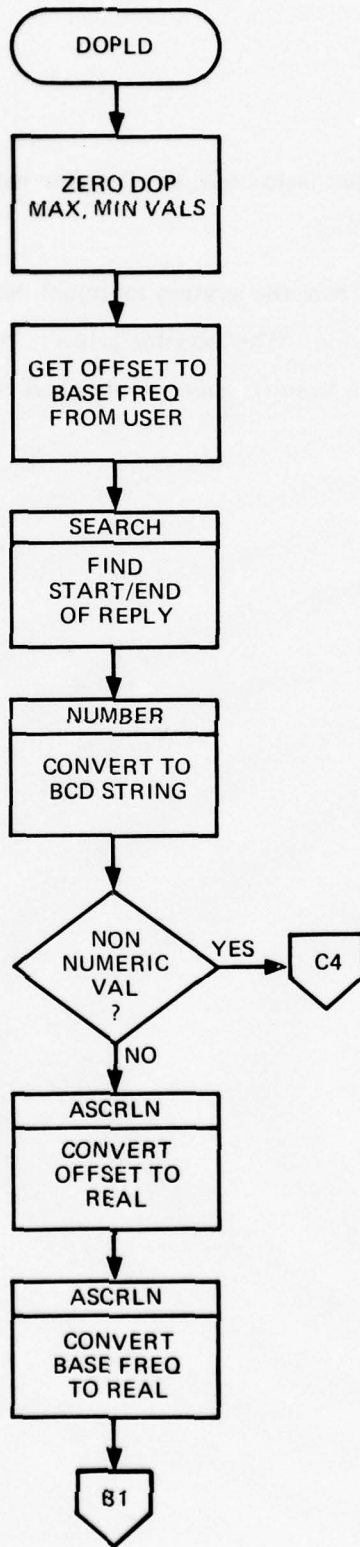 DOPLD
ZERO DOP
MAX, MIN VALS
GET OFFSET TO
BASE FREQ
FROM USER
SEARCH
FIND
START/END
OF REPLY
NUMBER
CONVERT TO
BCD STRING
NON
NUMERIC
VAL
?
YES
C4
NO
ASCRLN
CONVERT
OFFSET TO
REAL
ASCRLN
CONVERT
BASE FREQ
TO REAL
B1